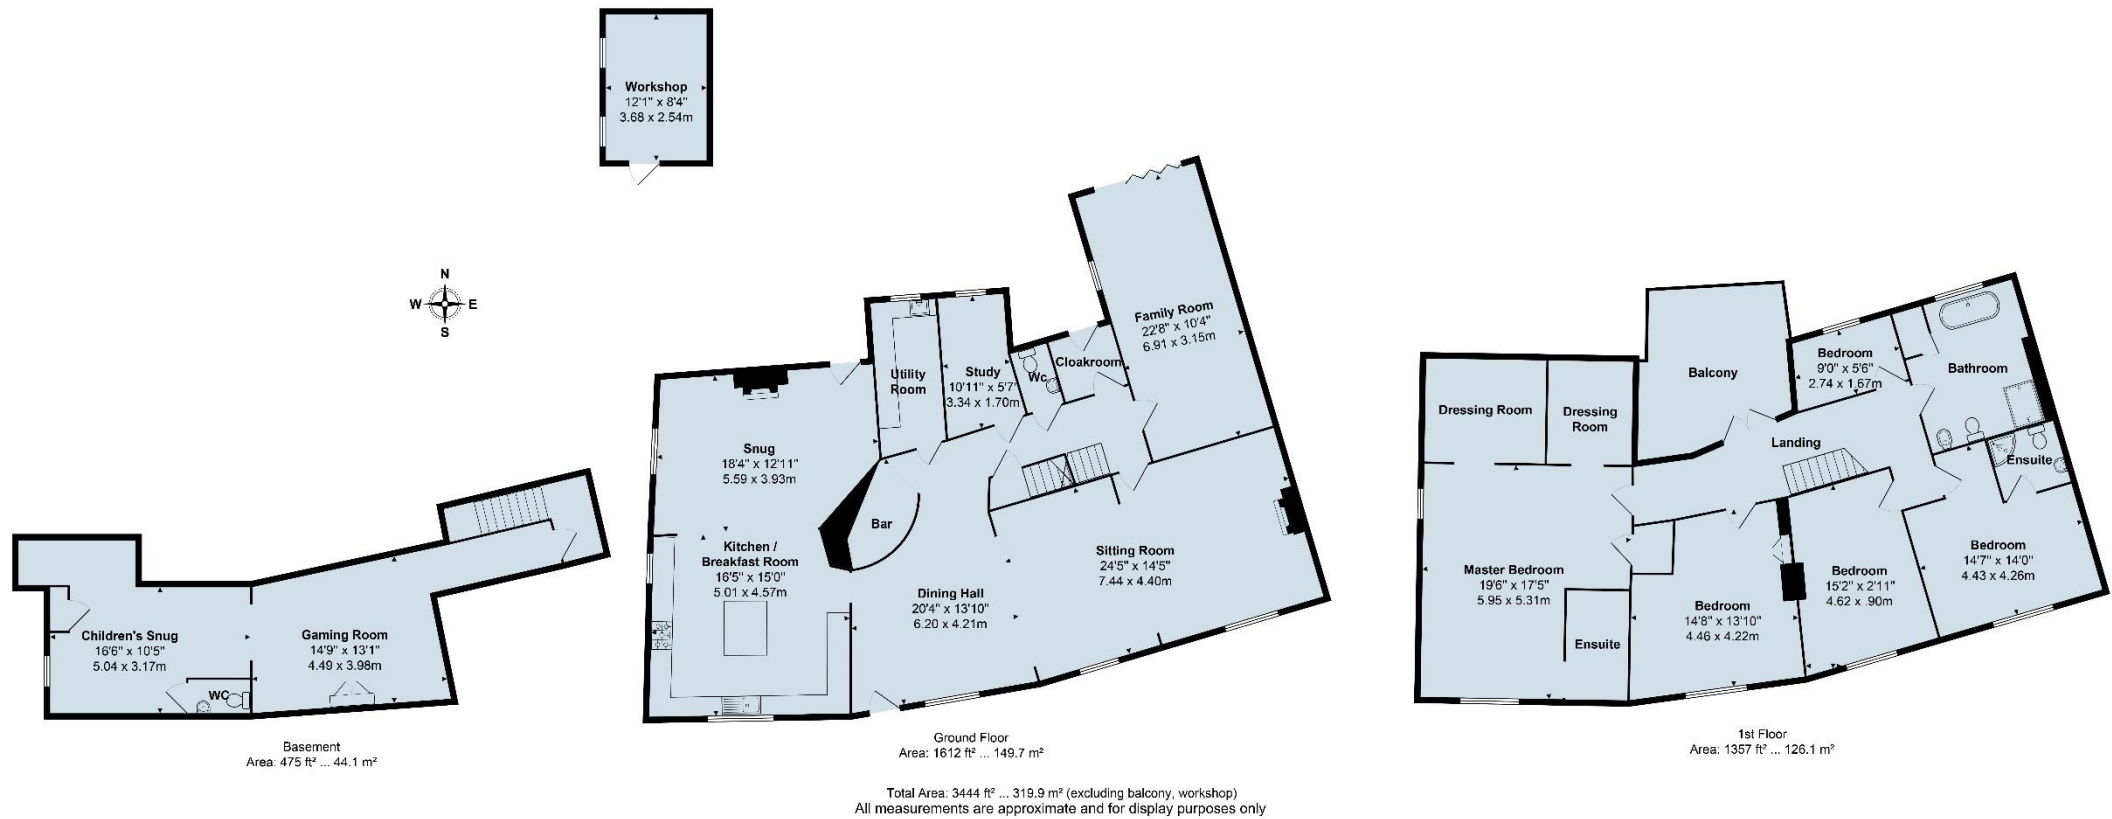 Workshop
12'1" x 8'4"
3.68 x 2.54m
N
W E
S
Children's Snug
16'6" x 10'5"
5.04 x 3.17m
WC
Gaming Room
14'9" x 13'1"
4.49 x 3.98m
Basement
Area: 475 ft² ... 44.1 m²
Snug
18'4" x 12'11"
5.59 x 3.93m
Kitchen /
Breakfast Room
16'5" x 15'0"
5.01 x 4.57m
Utility
Room
Study
10'11" x 5'7"
3.34 x 1.70m
Wc
Cloakroom
Family Room
22'8" x 10'4"
6.91 x 3.15m
Bar
Dining Hall
20'4" x 13'10"
6.20 x 4.21m
Sitting Room
24'5" x 14'5"
7.44 x 4.40m
Ground Floor
Area: 1612 ft² ... 149.7 m²
Dressing Room
Dressing
Room
Balcony
Bedroom
9'0" x 5'6"
2.74 x 1.67m
Bathroom
Landing
Ensuite
Master Bedroom
19'6" x 17'5"
5.95 x 5.31m
Ensuite
Bedroom
14'8" x 13'10"
4.46 x 4.22m
Bedroom
15'2" x 2'11"
4.62 x .90m
Bedroom
14'7" x 14'0"
4.43 x 4.26m
1st Floor
Area: 1357 ft² ... 126.1 m²
Total Area: 3444 ft² ... 319.9 m² (excluding balcony, workshop)
All measurements are approximate and for display purposes only